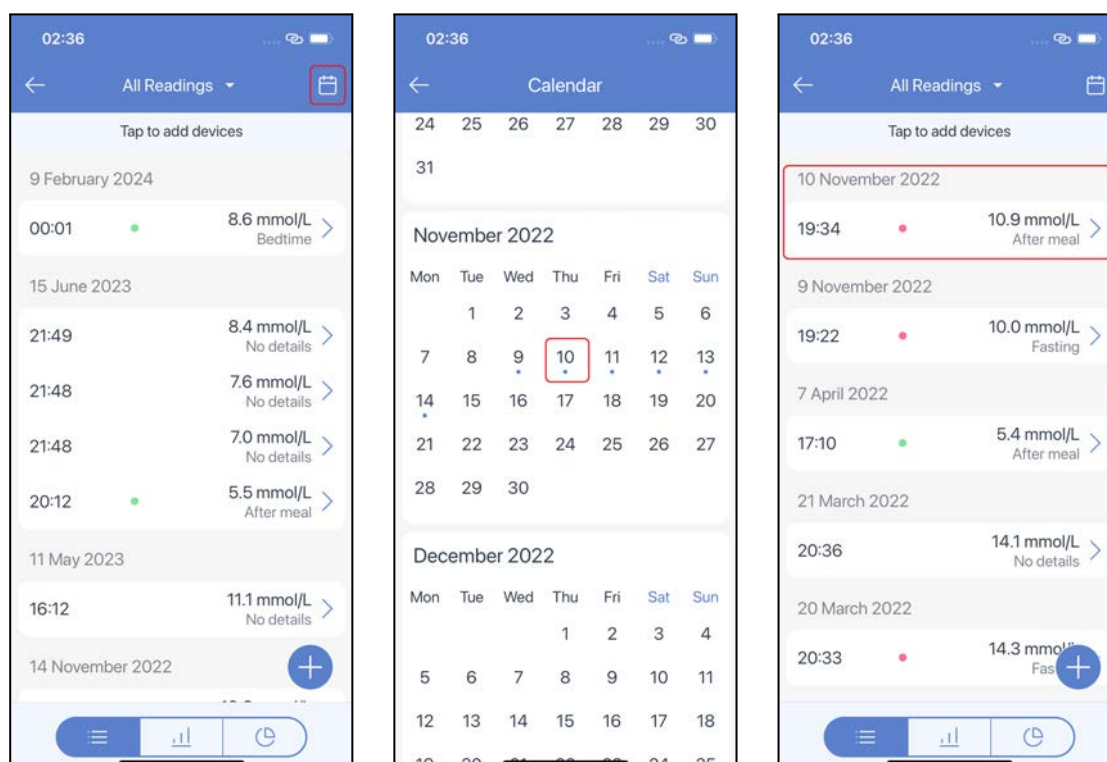 02:36
All Readings
Tap to add devices
9 February 2024
00:01 8.6 mmol/L
Bedtime
15 June 2023
21:49 8.4 mmol/L
No details
21:48 7.6 mmol/L
No details
21:48 7.0 mmol/L
No details
20:12 5.5 mmol/L
After meal
11 May 2023
16:12 11.1 mmol/L
No details
14 November 2022
02:36
Calendar
24 25 26 27 28 29 30
31
November 2022
Mon Tue Wed Thu Fri Sat Sun
1 2 3 4 5 6
7 8 9 10 11 12 13
14 15 16 17 18 19 20
21 22 23 24 25 26 27
28 29 30
December 2022
Mon Tue Wed Thu Fri Sat Sun
1 2 3 4
5 6 7 8 9 10 11
12 13 14 15 16 17 18
02:36
All Readings
Tap to add devices
10 November 2022
19:34 10.9 mmol/L
After meal
9 November 2022
19:22 10.0 mmol/L
Fasting
7 April 2022
17:10 5.4 mmol/L
After meal
21 March 2022
20:36 14.1 mmol/L
No details
20 March 2022
20:33 14.3